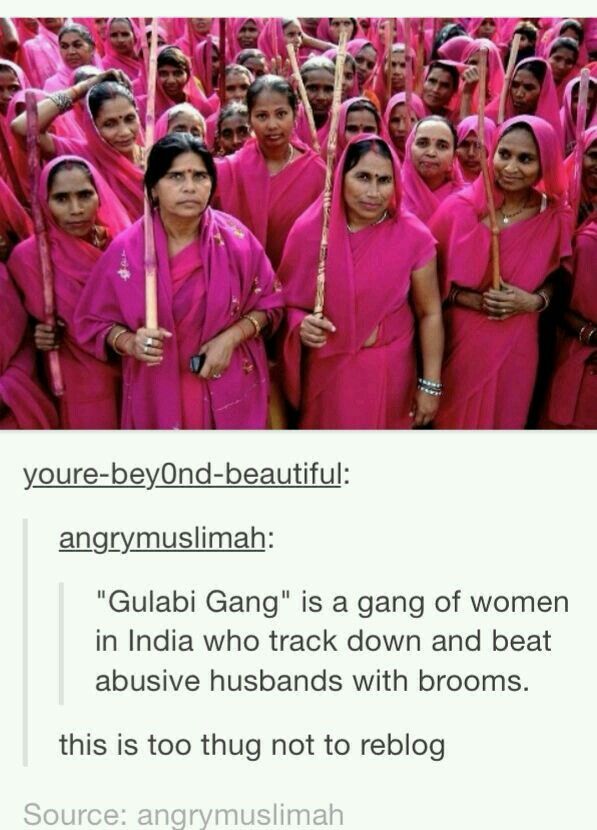 youre-bey0nd-beautiful:
angrymuslimah:
"Gulabi Gang" is a gang of women
in India who track down and beat
abusive husbands with brooms.
this is too thug not to reblog
Source: angrymuslimah